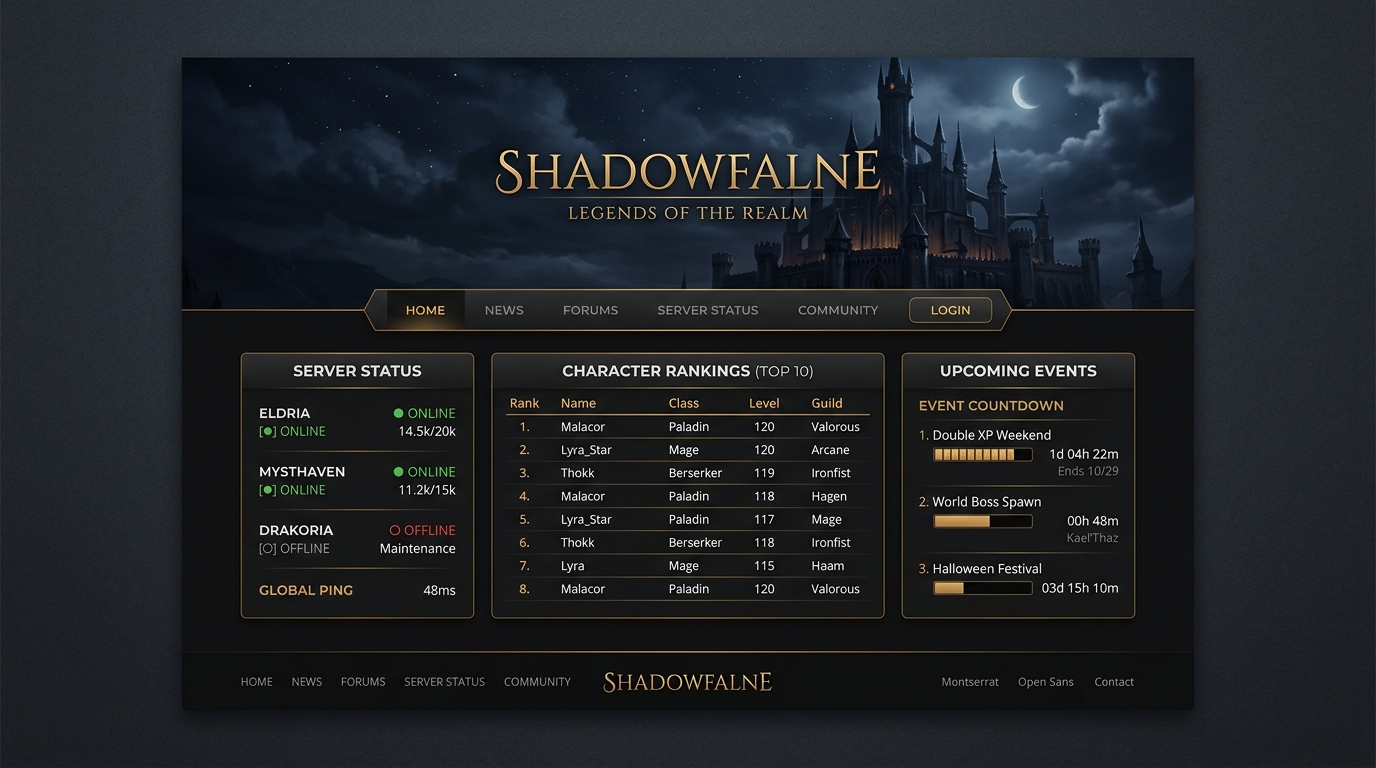 SHADOWFALNE
LEGENDS OF THE REALM
HOME NEWS FORUMS SERVER STATUS COMMUNITY LOGIN
SERVER STATUS
ELDRIA ONLINE
[●] ONLINE 14.5k/20k
MYSTHAVEN ONLINE
[●] ONLINE 11.2k/15k
DRAKORIA OFFLINE
[O] OFFLINE Maintenance
GLOBAL PING 48ms
CHARACTER RANKINGS (TOP 10)
Rank Name Class Level Guild
1. Malacor Paladin 120 Valorous
2. Lyra_Star Mage 120 Arcane
3. Thokk Berserker 119 Ironfist
4. Malacor Paladin 118 Hagen
5. Lyra_Star Paladin 117 Mage
6. Thokk Berserker 118 Ironfist
7. Lyra Mage 115 Haam
8. Malacor Paladin 120 Valorous
UPCOMING EVENTS
EVENT COUNTDOWN
1. Double XP Weekend
1d 04h 22m
Ends 10/29
2. World Boss Spawn
00h 48m
Kael'Thaz
3. Halloween Festival
03d 15h 10m
HOME NEWS FORUMS SERVER STATUS COMMUNITY SHADOWFALNE Montserrat Open Sans Contact